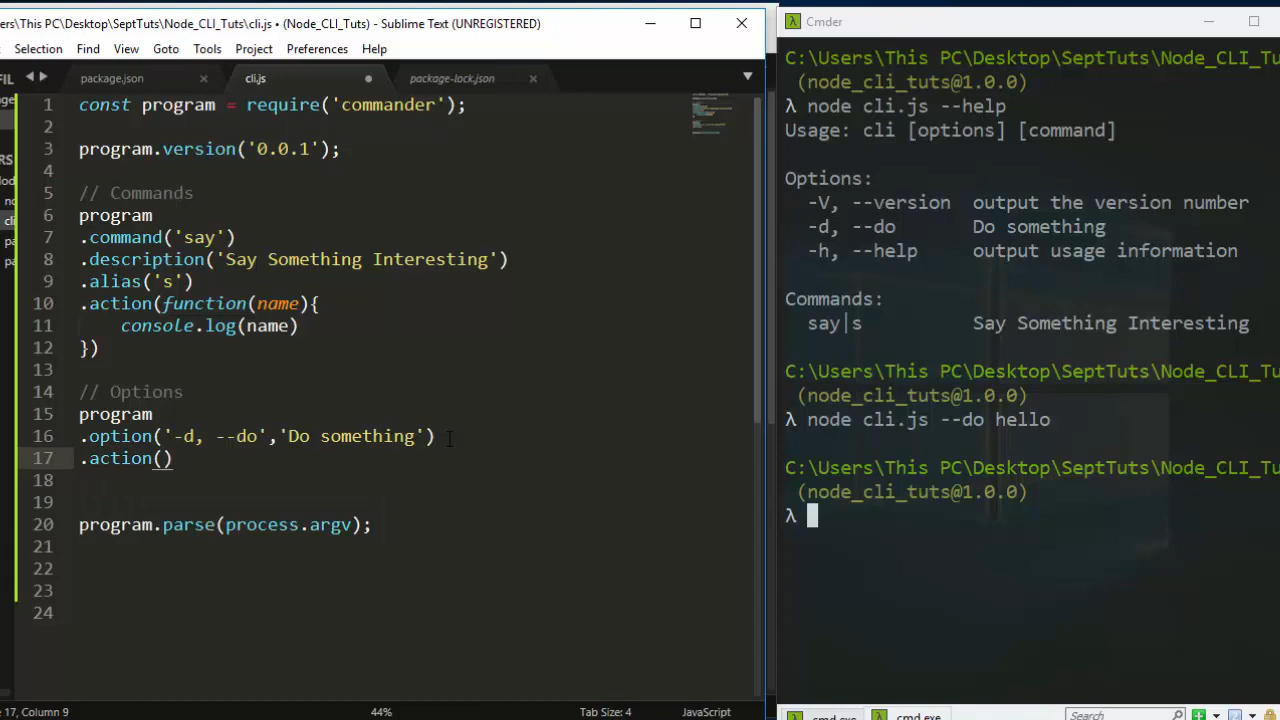 ers\This PC\Desktop\SeptTuts\Node_CLI_Tuts\cli.js • (Node_CLI_Tuts) - Sublime Text (UNREGISTERED)
Selection Find View Goto Tools Project Preferences Help
package.json cli.js package-lock.json
1 const program = require('commander');
2
3 program.version('0.0.1');
4
5 // Commands
6 program
7 .command('say')
8 .description('Say Something Interesting')
9 .alias('s')
10 .action(function(name){
11 console.log(name)
12 })
13
14 // Options
15 program
16 .option('-d, --do','Do something')
17 .action()
18
19
20 program.parse(process.argv);
21
22
23
24
17, Column 9 44% Tab Size: 4 JavaScript
Cmder
C:\Users\This PC\Desktop\SeptTuts\Node_CLI_Tu
(node_cli_tuts@1.0.0)
λ node cli.js --help
Usage: cli [options] [command]
Options:
-V, --version output the version number
-d, --do Do something
-h, --help output usage information
Commands:
say|s Say Something Interesting
C:\Users\This PC\Desktop\SeptTuts\Node_CLI_Tu
(node_cli_tuts@1.0.0)
λ node cli.js --do hello
C:\Users\This PC\Desktop\SeptTuts\Node_CLI_Tu
(node_cli_tuts@1.0.0)
λ
cmd.exe cmd.exe Search